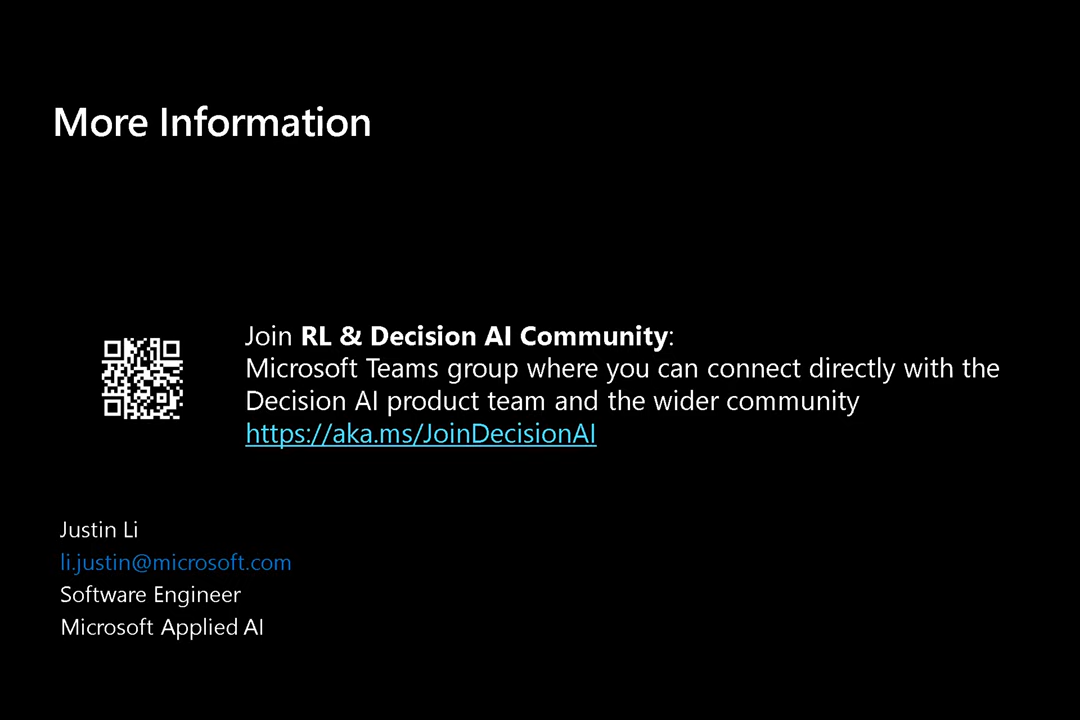 More Information
Join RL & Decision AI Community:
Microsoft Teams group where you can connect directly with the
Decision AI product team and the wider community
https://aka.ms/JoinDecisionAI
Justin Li
li.justin@microsoft.com
Software Engineer
Microsoft Applied AI